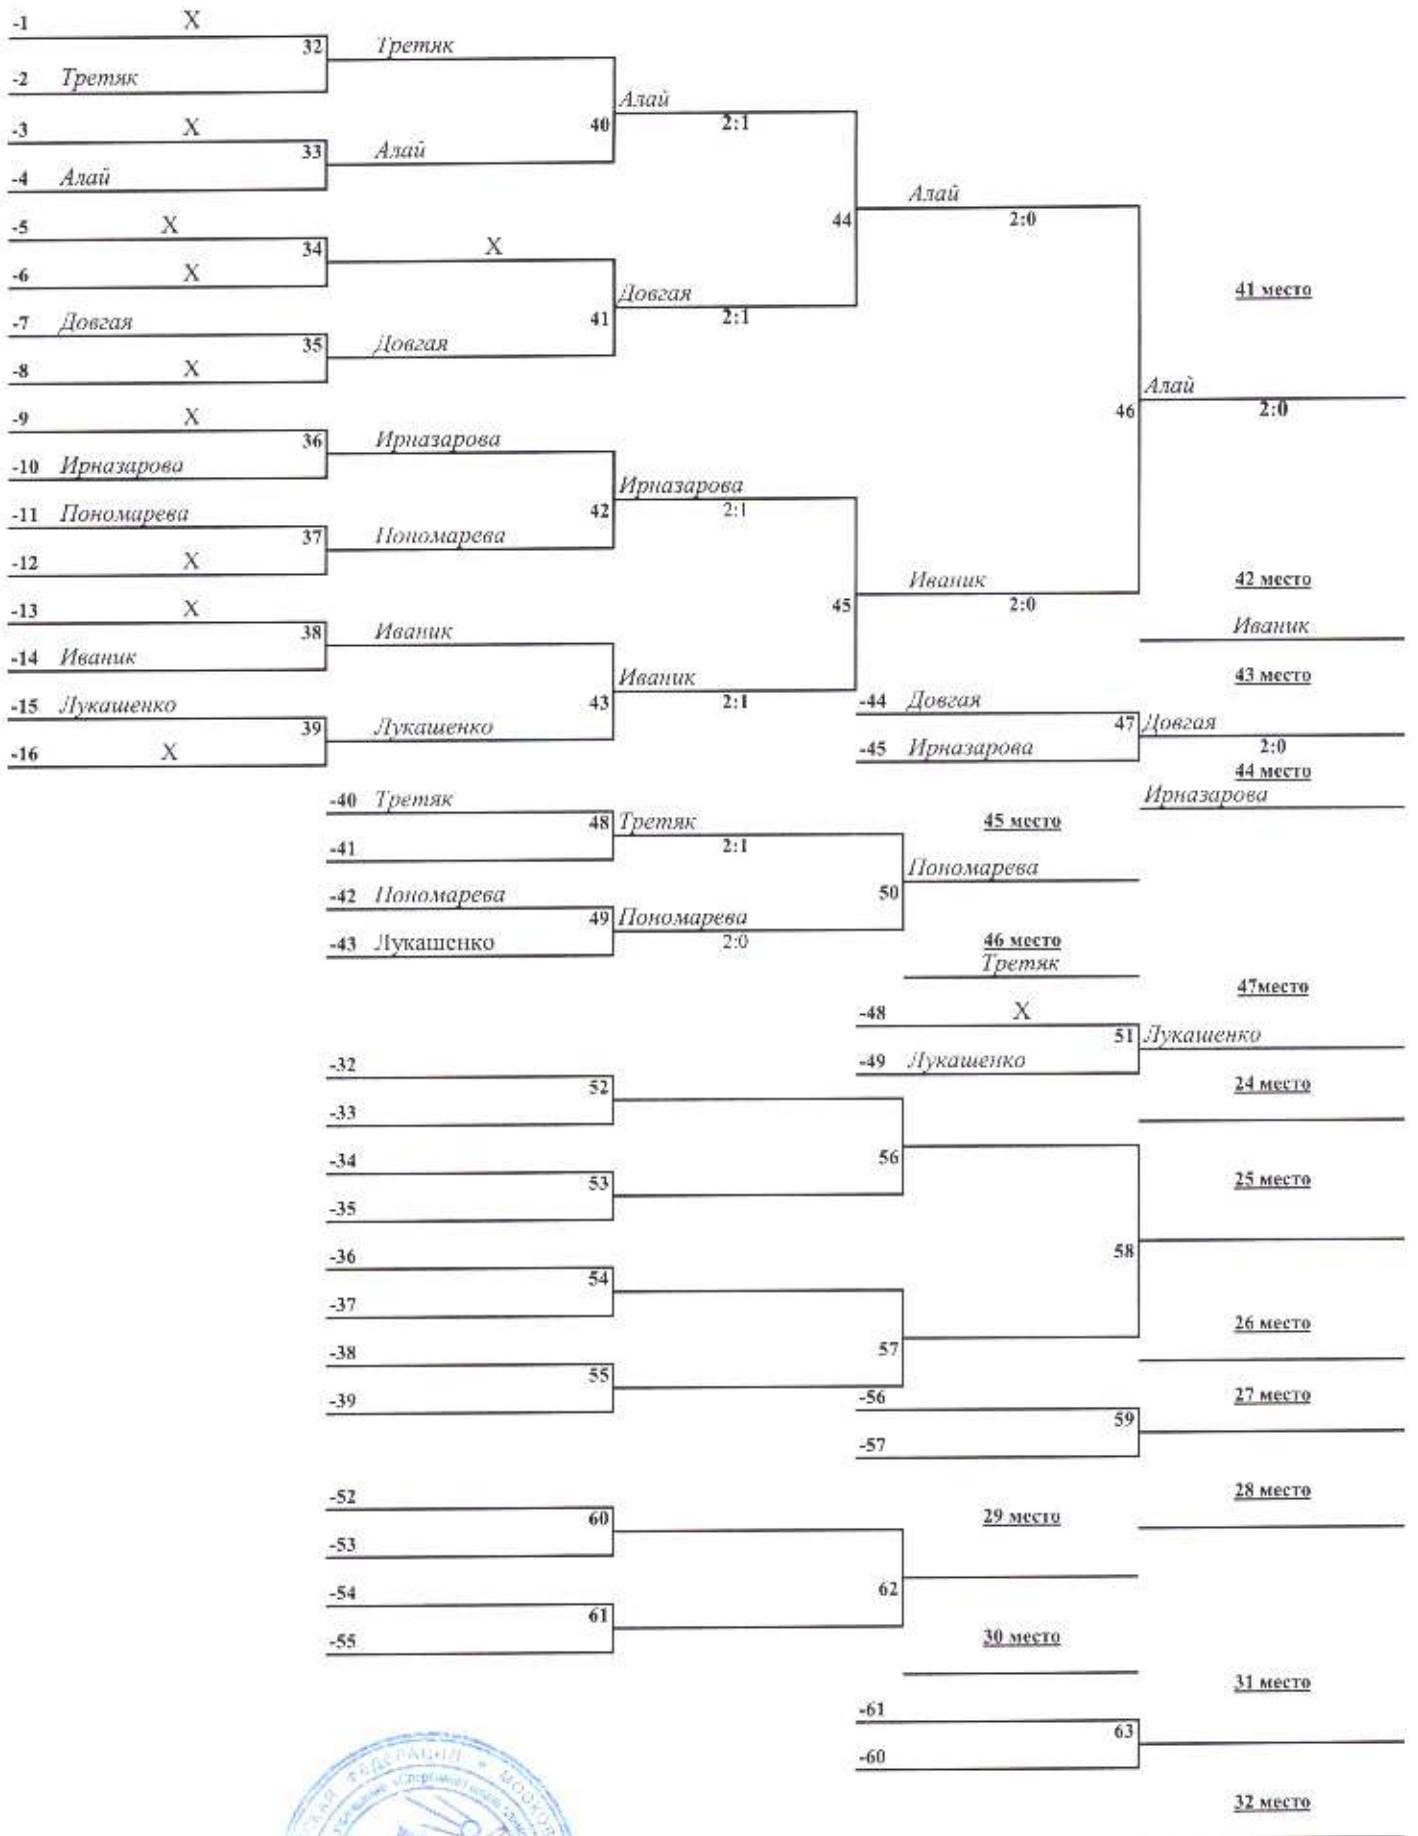 -1 X
32 Третяк
-2 Третяк
Алай
-3 X
40 2:1
33 Алай
-4 Алай
Алай
-5 X
44 2:0
34 X
-6 X
41 место
Довгая
-7 Довгая
41 2:1
35 Довгая
-8 X
Алай
-9 X
46 2:0
36 Ирназарова
-10 Ирназарова
Ирназарова
-11 Пономарева
42 2:1
37 Пономарева
-12 X
Иваник
42 место
-13 X
45 2:0
38 Иваник
Иваник
-14 Иваник
Иваник
43 место
-15 Лукашенко
43 2:1
-44 Довгая
39 Лукашенко
47 Довгая
-16 X
-45 Ирназарова
2:0
44 место
-40 Третяк
Ирназарова
48 Третяк
45 место
-41
2:1
Пономарева
-42 Пономарева
50
49 Пономарева
-43 Лукашенко
2:0
46 место
Третяк
47место
-48 X
51 Лукашенко
-32
-49 Лукашенко
52
24 место
-33
-34
56
53
25 место
-35
-36
58
54
-37
26 место
-38
57
55
-39
-56
27 место
59
-57
-52
28 место
60
29 место
-53
-54
62
61
-55
30 место
31 место
-61
63
-60
ФЕДЕРАЦИЯ
32 место